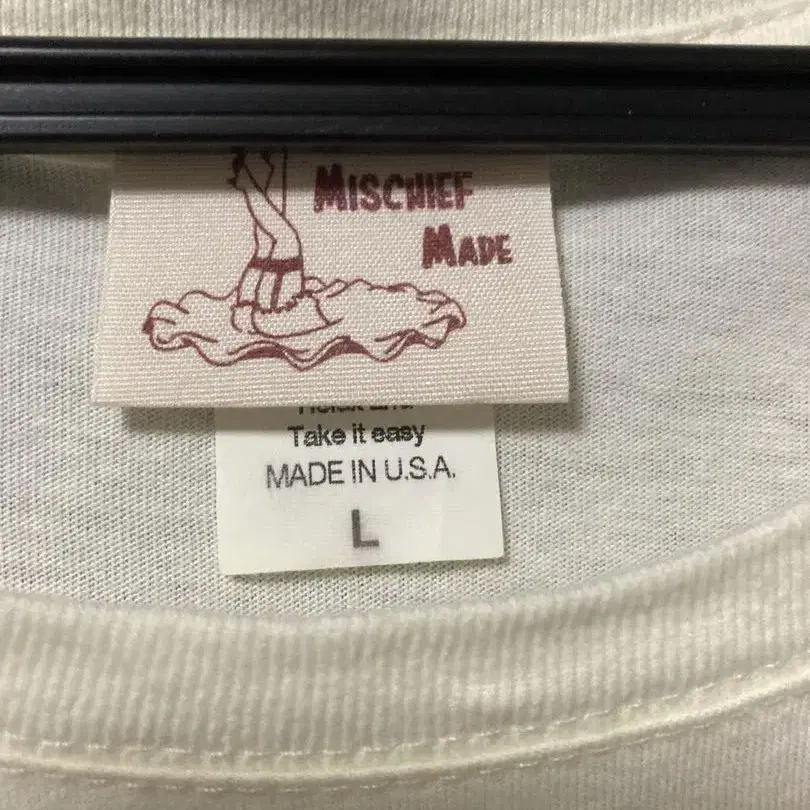 MISCHIEF
MADE
Take it easy
MADE IN U.S.A.
L